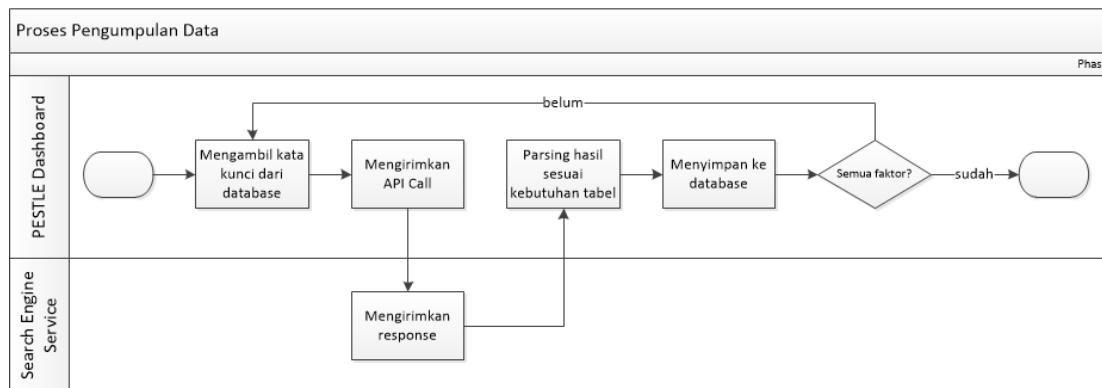 Proses Pengumpulan Data
Phas
PESTLE Dashboard
belum
Mengambil kata
kunci dari
database
Mengirimkan
API Call
Parsing hasil
sesuai
kebutuhan tabel
Menyimpan ke
database
Semua faktor?
sudah
Search Engine
Service
Mengirimkan
response